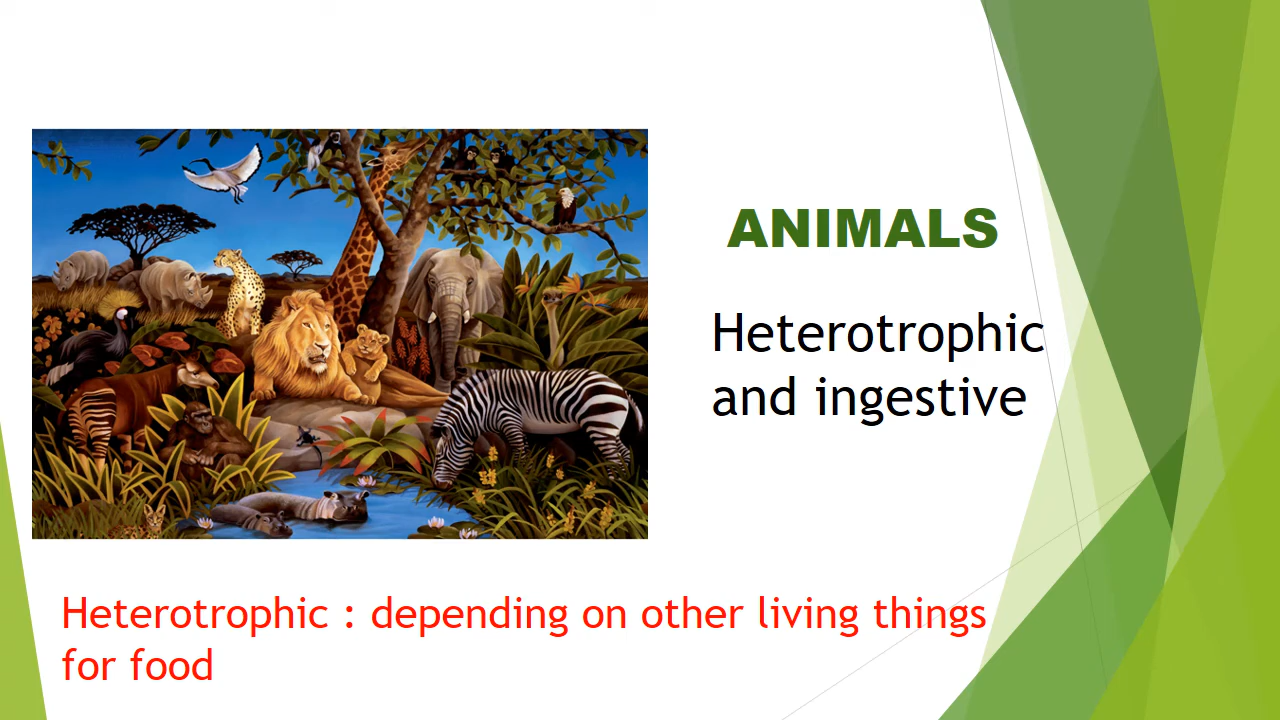 ANIMALS
Heterotrophic
and ingestive
Heterotrophic : depending on other living things
for food